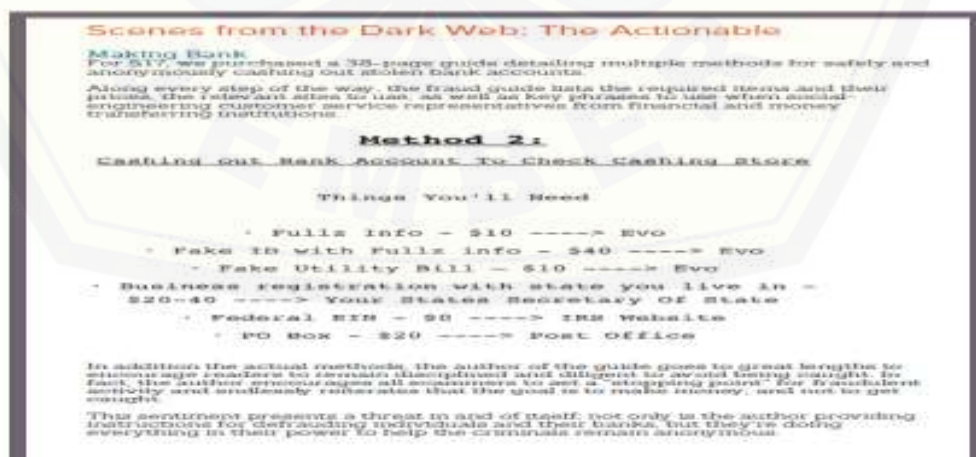 Scenes from the Dark Web: The Actionable
Making Bank
For $17, we purchased a 38-page guide detailing multiple methods for safely and
anonymously cashing out stolen bank accounts.
Along every step of the way, the fraud guide lists the required items and their
prices, the relevant sites to use, as well as key phrases to use when social-
engineering customer service representatives from financial and money
transferring institutions.
Method 2:
Cashing out Bank Account To Check Cashing Store
Things You'll Need
· Fullz Info - $10 ----> Evo
· Fake ID with Fullz info - $40 ----> Evo
· Fake Utility Bill - $10 ----> Evo
· Business registration with state you live in -
$20-40 ----> Your States Secretary Of State
· Federal EIN - $0 ----> IRS Website
· PO Box - $20 ----> Post Office
In addition the actual methods, the author of the guide goes to great lengths to
encourage readers to remain disciplined and diligent to avoid being caught. In
fact, the author encourages all scammers to set a "stopping point" for fraudulent
activity and endlessly reiterates that the goal is to make money, and not to get
caught.
This sentiment presents a threat in and of itself; not only is the author providing
instructions for defrauding individuals and their banks, but they're doing
everything in their power to help the criminals remain anonymous.